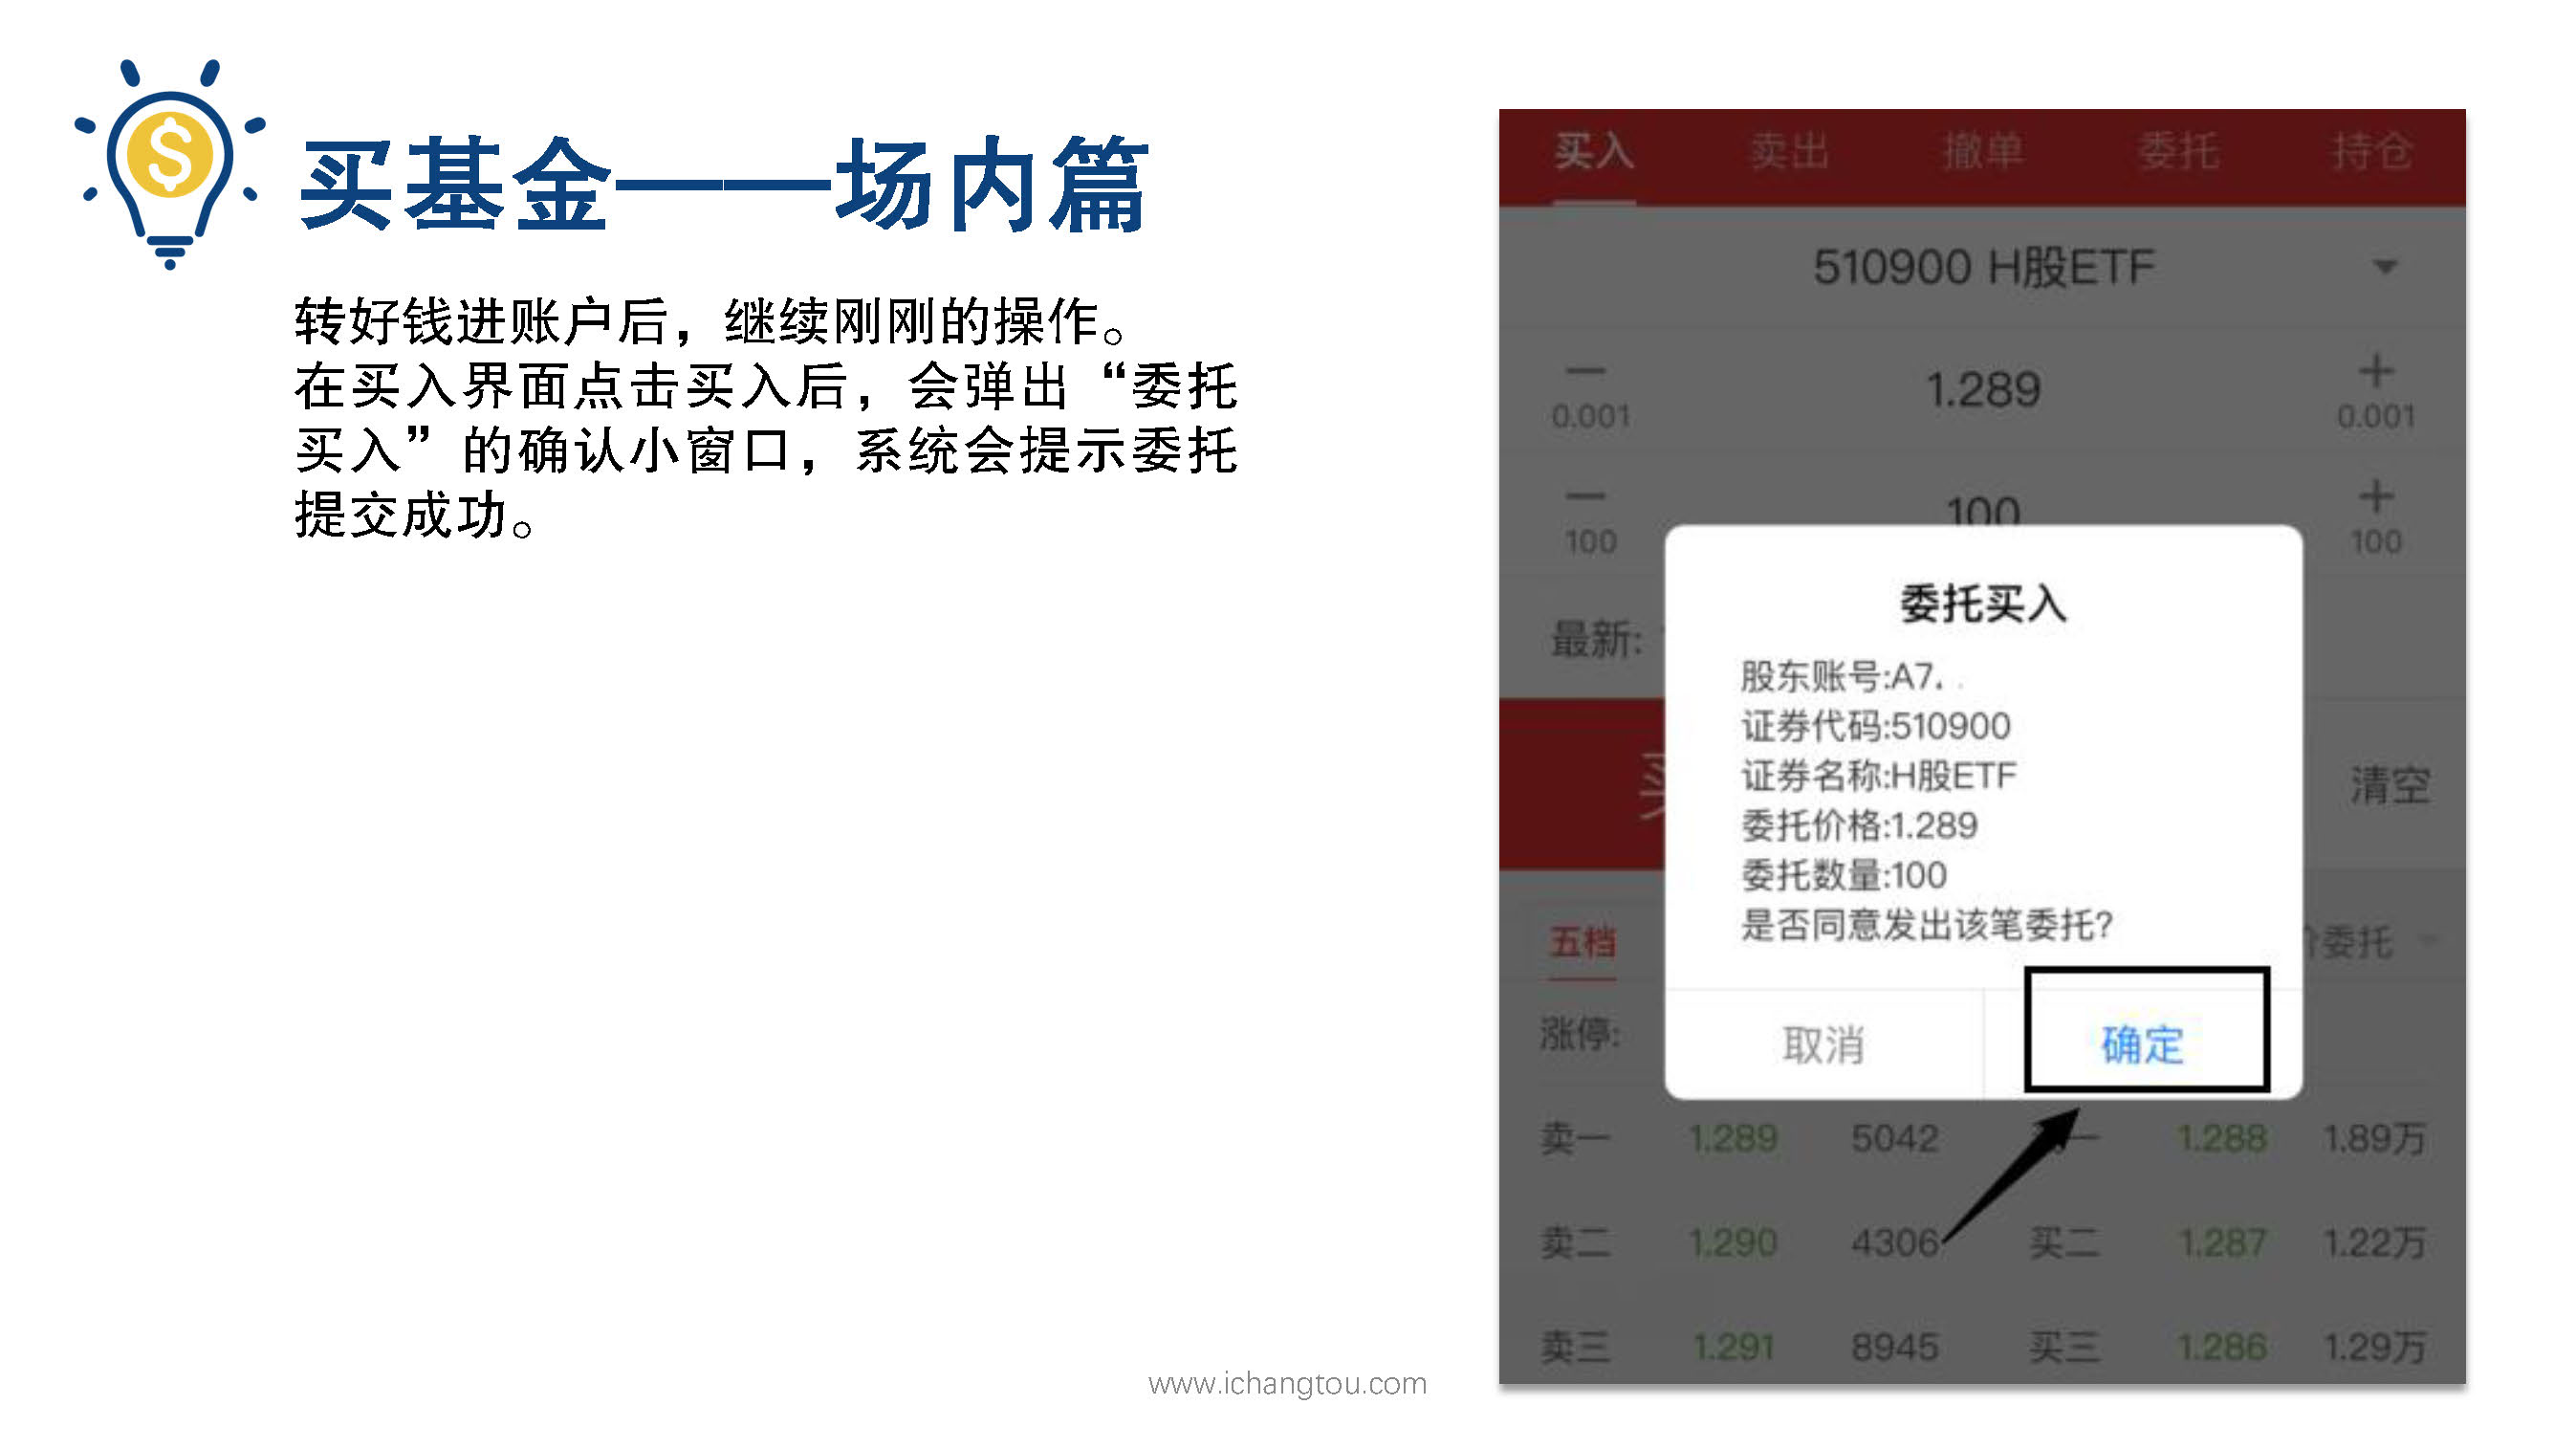 买基金——场内篇
转好钱进账户后，继续刚刚的操作。
在买入界面点击买入后，会弹出“委托
买入”的确认小窗口，系统会提示委托
提交成功。
买入 卖出 撤单 委托 持仓
510900 H股ETF
— 1.289 +
0.001 0.001
— 100 +
100 100
委托买入
最新:
股东账号:A7.
证券代码:510900
证券名称:H股ETF
委托价格:1.289
委托数量:100
是否同意发出该笔委托?
取消 确定
清空
五档 委托
涨停:
卖一 1.289 5042 1.288 1.89万
卖二 1.290 4306 买二 1.287 1.22万
卖三 1.291 8945 买三 1.286 1.29万
www.ichangtou.com